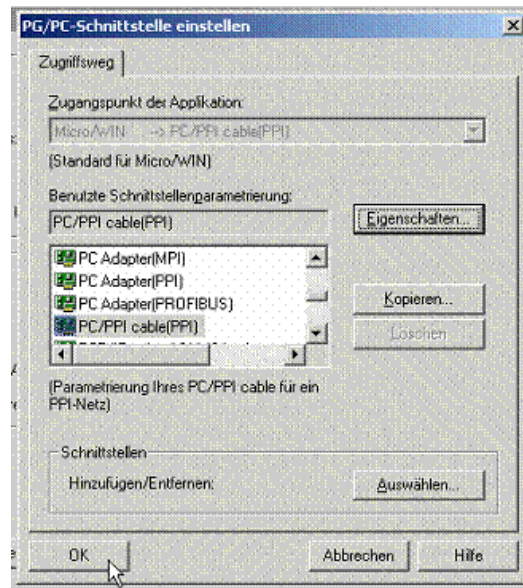 PG/PC-Schnittstelle einstellen
Zugriffsweg
Zugangspunkt der Applikation:
Micro/WIN --> PC/PPI cable(PPI)
(Standard für Micro/WIN)
Benutzte Schnittstellenparametrierung:
PC/PPI cable(PPI)
Eigenschaften...
PC Adapter(MPI)
PC Adapter(PPI)
PC Adapter(PROFIBUS)
PC/PPI cable(PPI)
Kopieren...
Löschen
(Parametrierung Ihres PC/PPI cable für ein
PPI-Netz)
Schnittstellen
Hinzufügen/Entfernen:
Auswählen...
OK
Abbrechen
Hilfe